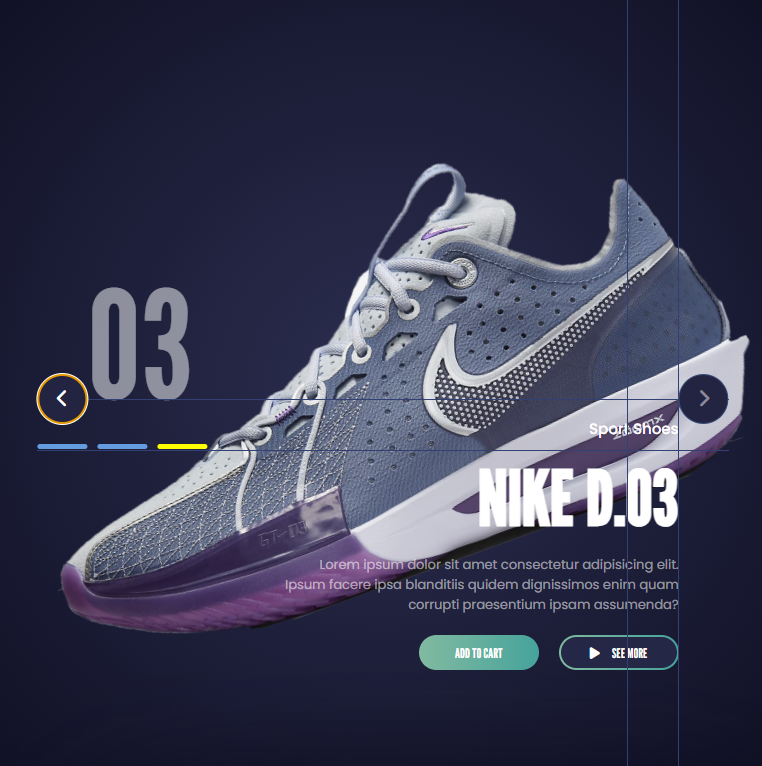 03
Sport Shoes
NIKE D.03
Lorem ipsum dolor sit amet consectetur adipisicing elit.
Ipsum facere ipsa blanditiis quidem dignissimos enim quam
corrupti praesentium ipsam assumenda?
ADD TO CART
SEE MORE